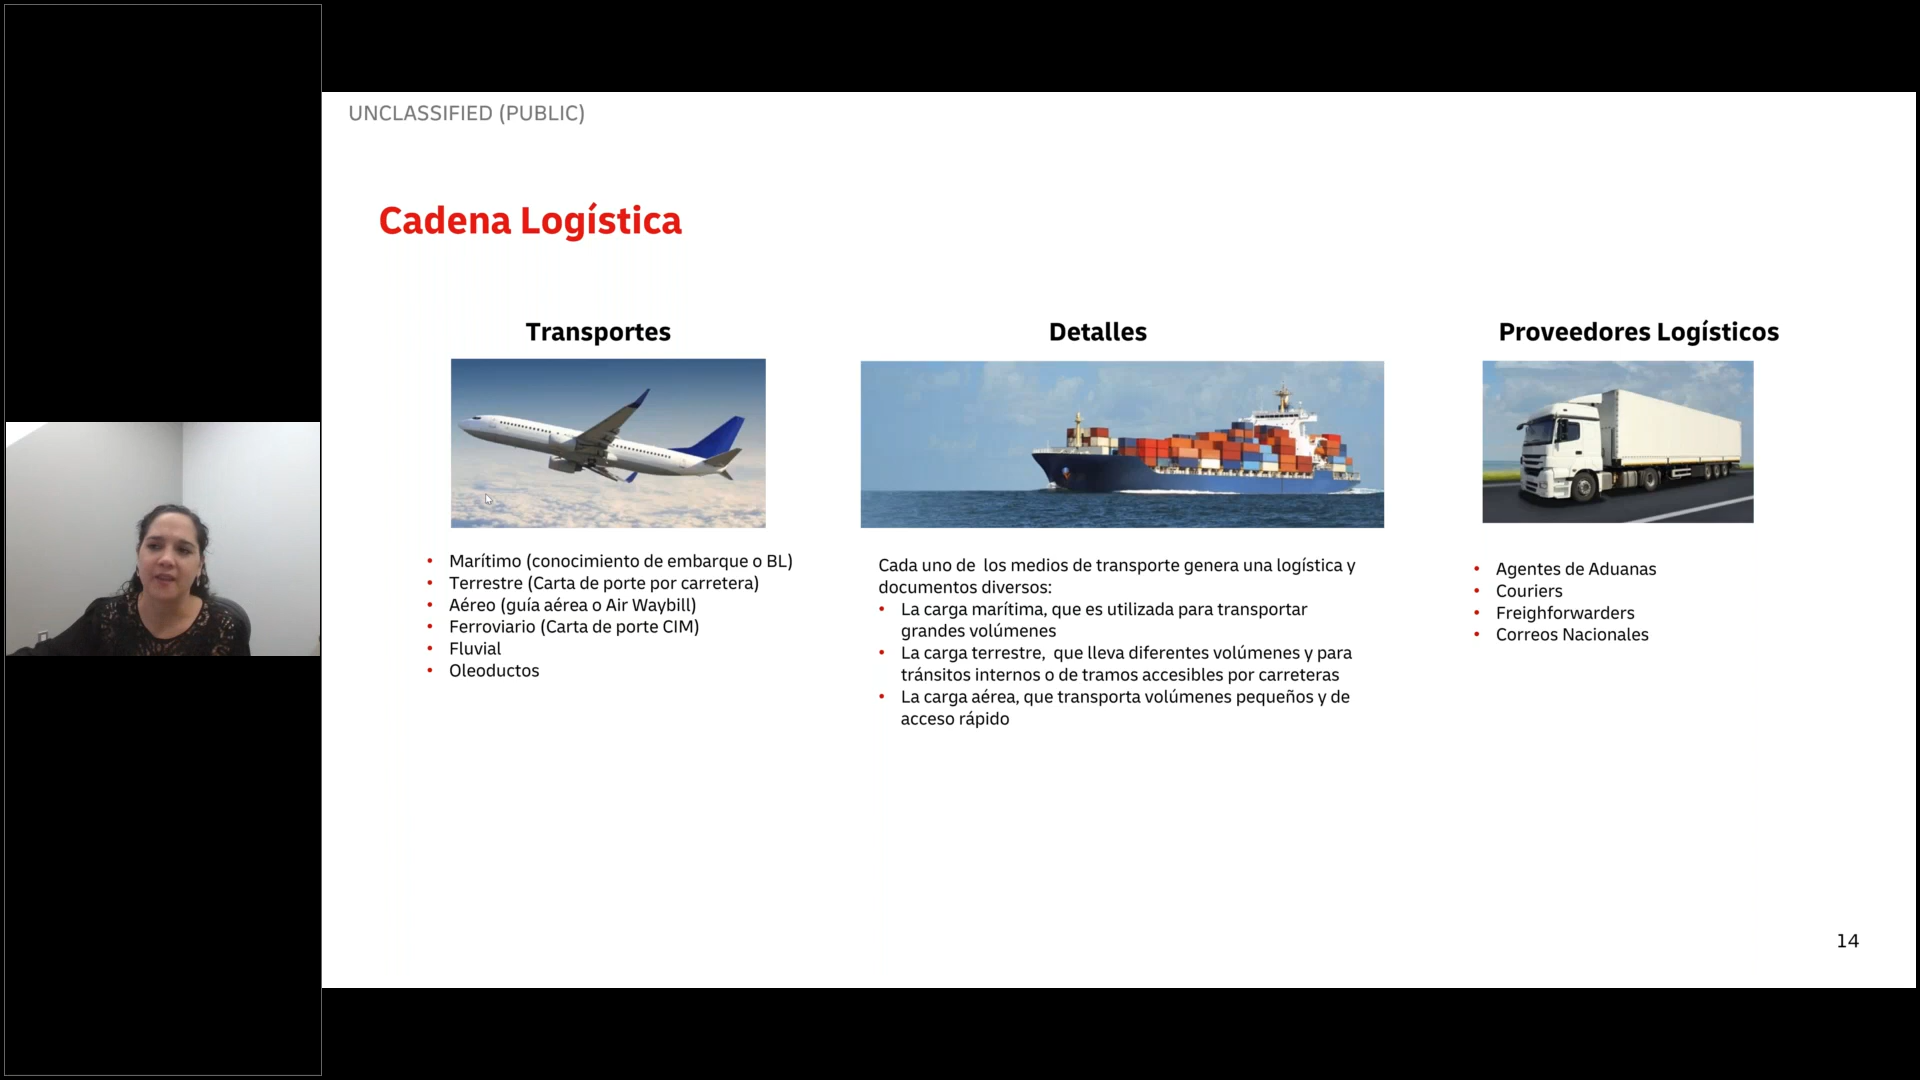 UNCLASSIFIED (PUBLIC)
Cadena Logística
Transportes
Marítimo (conocimiento de embarque o BL)
Terrestre (Carta de porte por carretera)
Aéreo (guía aérea o Air Waybill)
Ferroviario (Carta de porte CIM)
Fluvial
Oleoductos
Detalles
Cada uno de los medios de transporte genera una logística y
documentos diversos:
La carga marítima, que es utilizada para transportar
grandes volúmenes
La carga terrestre, que lleva diferentes volúmenes y para
tránsitos internos o de tramos accesibles por carreteras
La carga aérea, que transporta volúmenes pequeños y de
acceso rápido
Proveedores Logísticos
Agentes de Aduanas
Couriers
Freighforwarders
Correos Nacionales
14